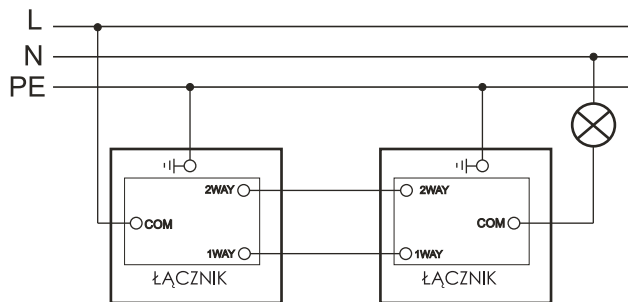 L
N
PE
2WAY 2WAY
COM COM
1WAY 1WAY
ŁĄCZNIK ŁĄCZNIK